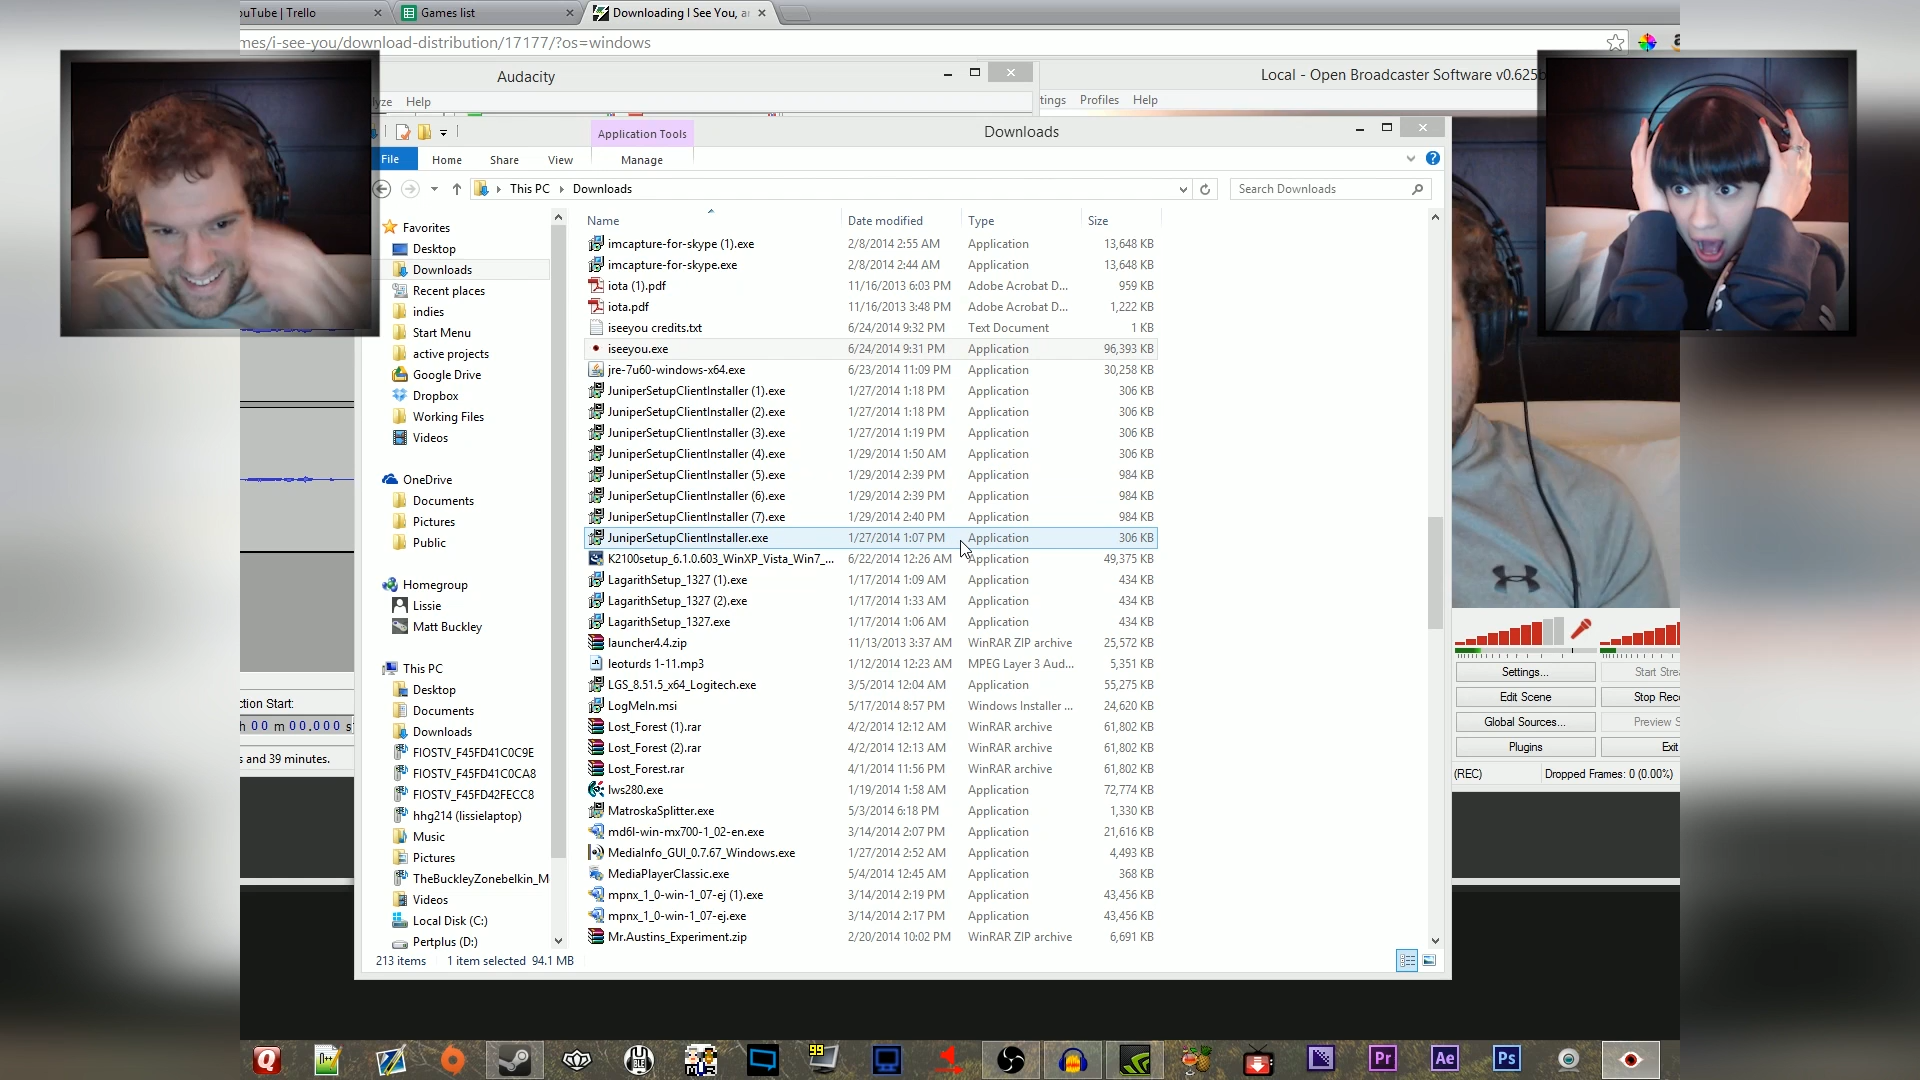 ouTube | Trello
Games list
Downloading I See You, a
mes/i-see-you/download-distribution/17177/?os=windows
Audacity
Local - Open Broadcaster Software v0.625b
lyze Help
tings Profiles Help
Application Tools
Downloads
File Home Share View Manage
This PC Downloads
Search Downloads
Name Date modified Type Size
Favorites
Desktop
Downloads
Recent places
indies
Start Menu
active projects
Google Drive
Dropbox
Working Files
Videos
OneDrive
Documents
Pictures
Public
Homegroup
Lissie
Matt Buckley
This PC
Desktop
Documents
Downloads
FIOSTV_F45FD41C0C9E
FIOSTV_F45FD41C0CA8
FIOSTV_F45FD42FECC8
hhg214 (lissielaptop)
Music
Pictures
TheBuckleyZonebelkin_M
Videos
Local Disk (C:)
Pertplus (D:)
imcapture-for-skype (1).exe 2/8/2014 2:55 AM Application 13,648 KB
imcapture-for-skype.exe 2/8/2014 2:44 AM Application 13,648 KB
iota (1).pdf 11/16/2013 6:03 PM Adobe Acrobat D... 959 KB
iota.pdf 11/16/2013 3:48 PM Adobe Acrobat D... 1,222 KB
iseeyou credits.txt 6/24/2014 9:32 PM Text Document 1 KB
iseeyou.exe 6/24/2014 9:31 PM Application 96,393 KB
jre-7u60-windows-x64.exe 6/23/2014 11:09 PM Application 30,258 KB
JuniperSetupClientInstaller (1).exe 1/27/2014 1:18 PM Application 306 KB
JuniperSetupClientInstaller (2).exe 1/27/2014 1:18 PM Application 306 KB
JuniperSetupClientInstaller (3).exe 1/27/2014 1:19 PM Application 306 KB
JuniperSetupClientInstaller (4).exe 1/29/2014 1:50 AM Application 306 KB
JuniperSetupClientInstaller (5).exe 1/29/2014 2:39 PM Application 984 KB
JuniperSetupClientInstaller (6).exe 1/29/2014 2:39 PM Application 984 KB
JuniperSetupClientInstaller (7).exe 1/29/2014 2:40 PM Application 984 KB
JuniperSetupClientInstaller.exe 1/27/2014 1:07 PM Application 306 KB
K2100setup_6.1.0.603_WinXP_Vista_Win7_... 6/22/2014 12:26 AM Application 49,375 KB
LagarithSetup_1327 (1).exe 1/17/2014 1:09 AM Application 434 KB
LagarithSetup_1327 (2).exe 1/17/2014 1:33 AM Application 434 KB
LagarithSetup_1327.exe 1/17/2014 1:06 AM Application 434 KB
launcher4.4.zip 11/13/2013 3:37 AM WinRAR ZIP archive 25,572 KB
leoturds 1-11.mp3 1/12/2014 12:23 AM MPEG Layer 3 Aud... 5,351 KB
LGS_8.51.5_x64_Logitech.exe 3/5/2014 12:04 AM Application 55,275 KB
LogMeIn.msi 5/17/2014 8:57 PM Windows Installer ... 24,620 KB
Lost_Forest (1).rar 4/2/2014 12:12 AM WinRAR archive 61,802 KB
Lost_Forest (2).rar 4/2/2014 12:13 AM WinRAR archive 61,802 KB
Lost_Forest.rar 4/1/2014 11:56 PM WinRAR archive 61,802 KB
lws280.exe 1/19/2014 1:58 AM Application 72,774 KB
MatroskaSplitter.exe 5/3/2014 6:18 PM Application 1,330 KB
md6l-win-mx700-1_02-en.exe 3/14/2014 2:07 PM Application 21,616 KB
MediaInfo_GUI_0.7.67_Windows.exe 1/27/2014 2:52 AM Application 4,493 KB
MediaPlayerClassic.exe 5/4/2014 12:45 AM Application 368 KB
mpnx_1_0-win-1_07-ej (1).exe 3/14/2014 2:19 PM Application 43,456 KB
mpnx_1_0-win-1_07-ej.exe 3/14/2014 2:17 PM Application 43,456 KB
Mr.Austins_Experiment.zip 2/20/2014 10:02 PM WinRAR ZIP archive 6,691 KB
213 items 1 item selected 94.1 MB
ction Start:
h 00 m 00.000 s
s and 39 minutes.
Settings... Start Stre
Edit Scene Stop Rec
Global Sources... Preview S
Plugins Exit
(REC) Dropped Frames: 0 (0.00%)
99
Pr Ae Ps